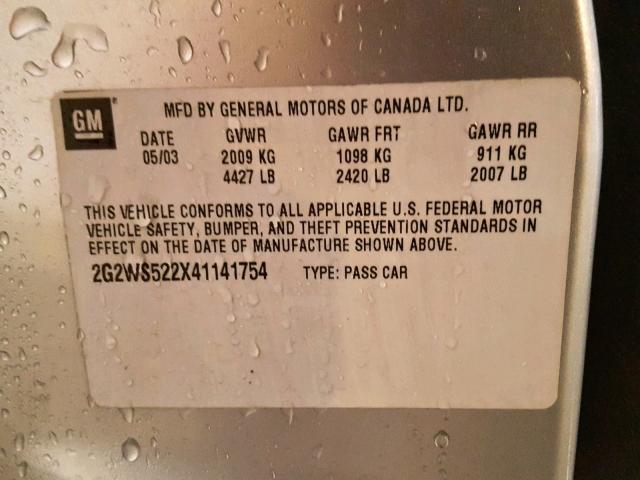 GM
MFD BY GENERAL MOTORS OF CANADA LTD.
DATE GVWR GAWR FRT GAWR RR
05/03 2009 KG 1098 KG 911 KG
4427 LB 2420 LB 2007 LB
THIS VEHICLE CONFORMS TO ALL APPLICABLE U.S. FEDERAL MOTOR
VEHICLE SAFETY, BUMPER, AND THEFT PREVENTION STANDARDS IN
EFFECT ON THE DATE OF MANUFACTURE SHOWN ABOVE.
2G2WS522X41141754 TYPE: PASS CAR